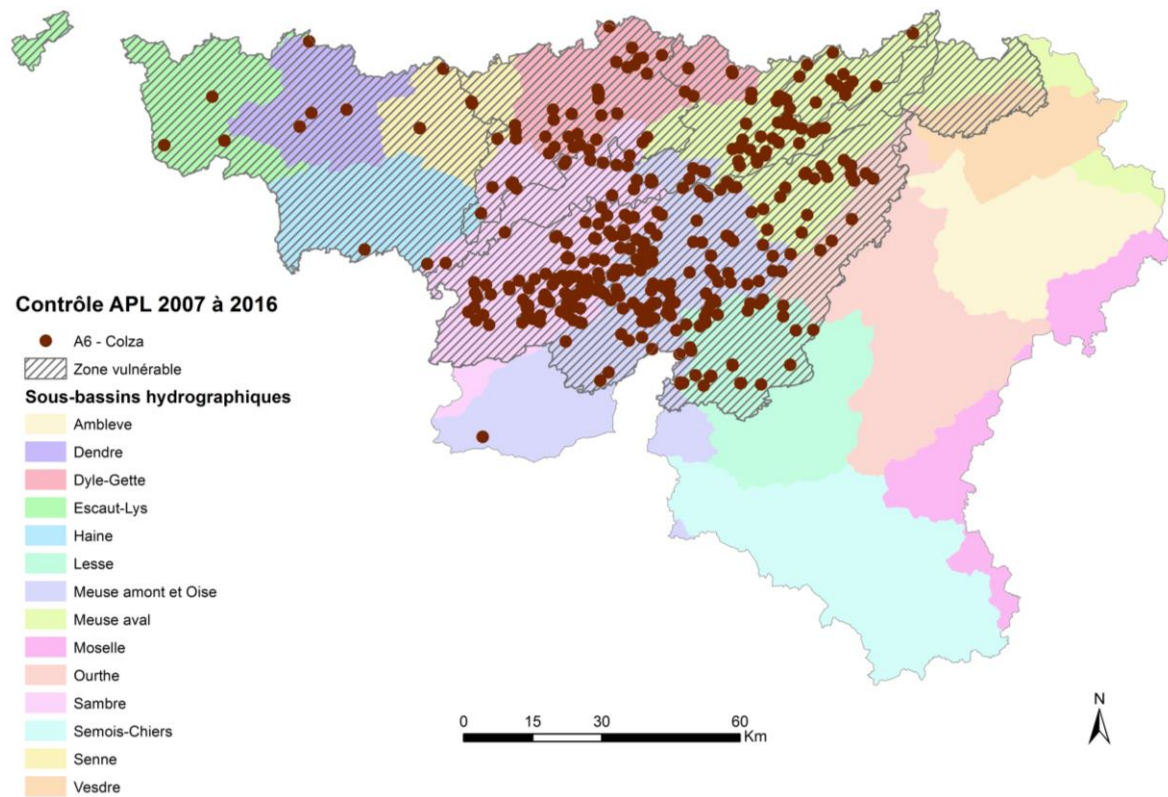 Contrôle APL 2007 à 2016
A6 - Colza
Zone vulnérable
Sous-bassins hydrographiques
Ambleve
Dendre
Dyle-Gette
Escaut-Lys
Haine
Lesse
Meuse amont et Oise
Meuse aval
Moselle
Ourthe
Sambre
Semois-Chiers
Senne
Vesdre
0 15 30 60
Km
N